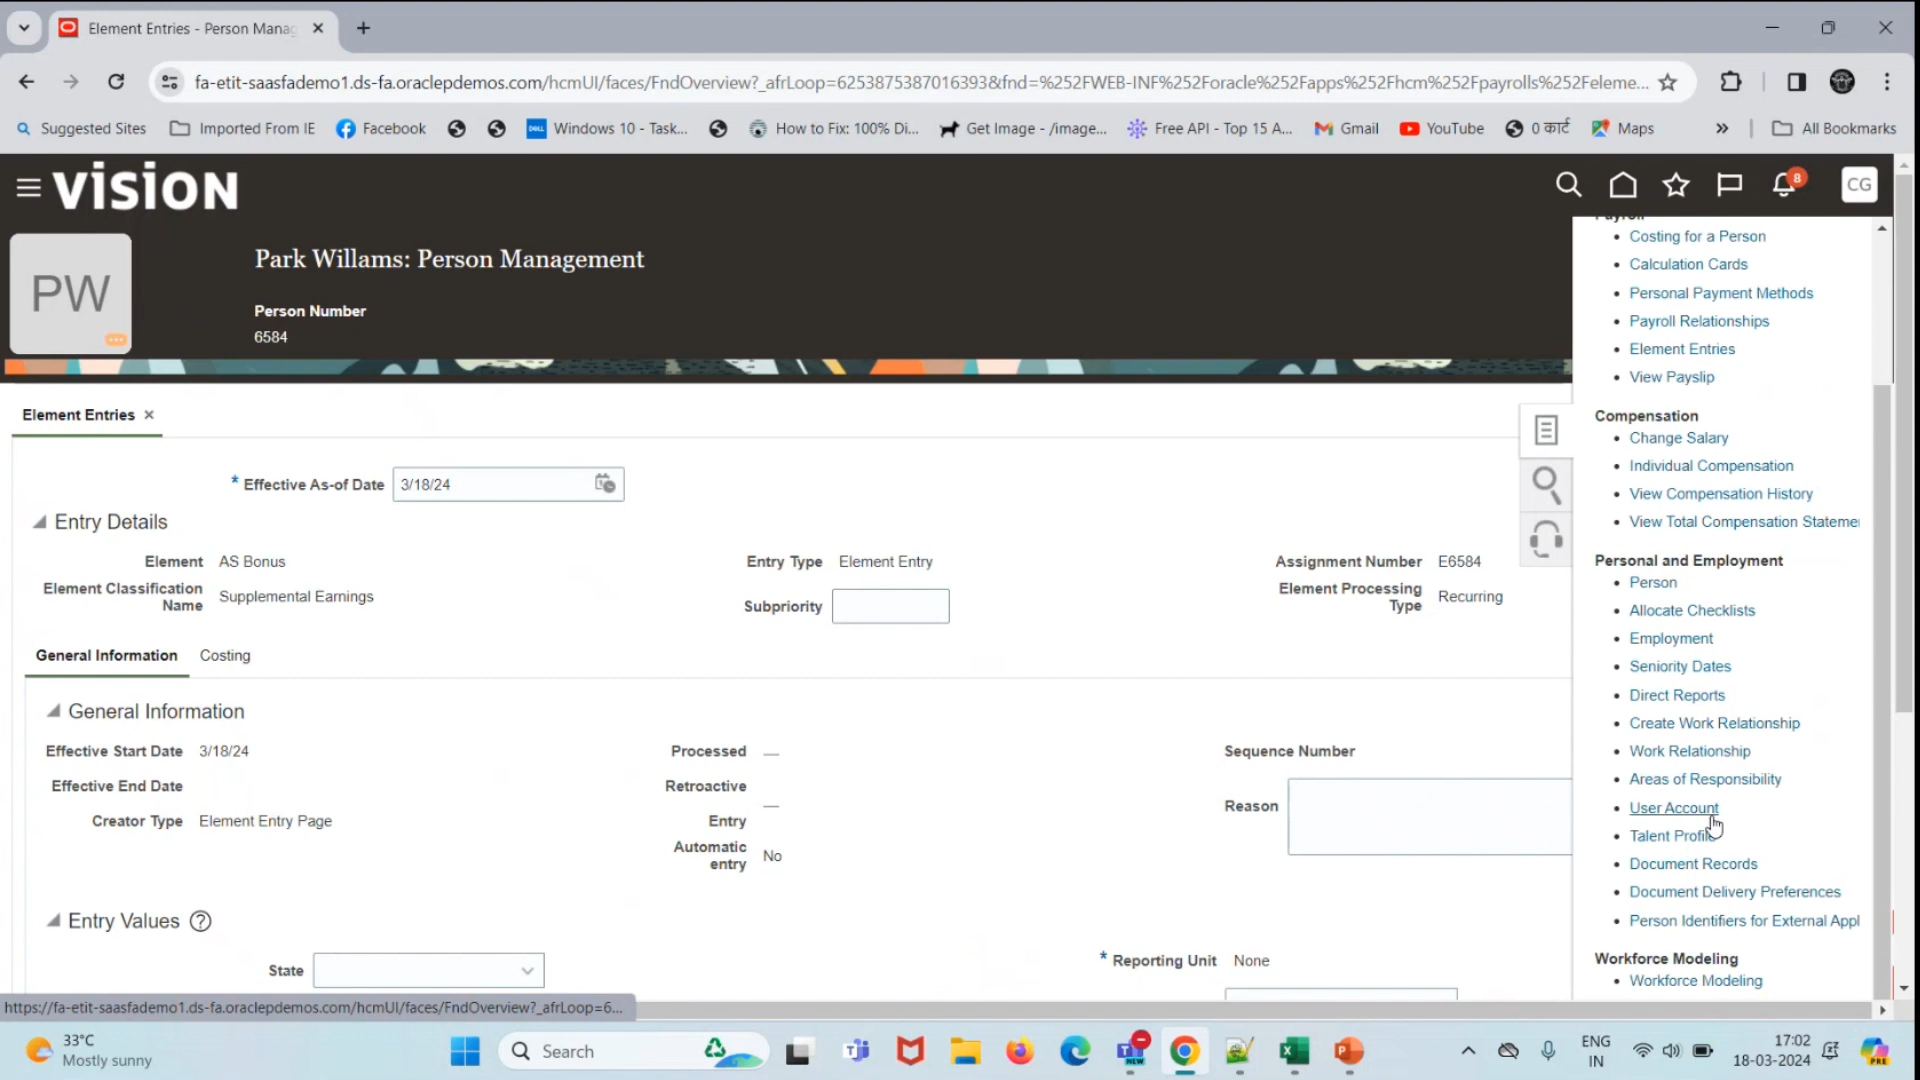 Element Entries - Person Manag
fa-etit-saasfademo1.ds-fa.oraclepdemos.com/hcmUI/faces/FndOverview?_afrLoop=6253875387016393&fnd=%252FWEB-INF%252Foracle%252Fapps%252Fhcm%252Fpayrolls%252Feleme...
Suggested Sites
Imported From IE
Facebook
DELL
Windows 10 - Task...
How to Fix: 100% Di...
Get Image - /image...
Free API - Top 15 A...
Gmail
YouTube
0 कार्ट
Maps
»
All Bookmarks
VISION
8
CG
PW
Park Willams: Person Management
Person Number
6584
Payroll
Costing for a Person
Calculation Cards
Personal Payment Methods
Payroll Relationships
Element Entries
View Payslip
Compensation
Change Salary
Individual Compensation
View Compensation History
View Total Compensation Stateme
Personal and Employment
Person
Allocate Checklists
Employment
Seniority Dates
Direct Reports
Create Work Relationship
Work Relationship
Areas of Responsibility
User Account
Talent Profile
Document Records
Document Delivery Preferences
Person Identifiers for External Appl
Workforce Modeling
Workforce Modeling
Element Entries
* Effective As-of Date 3/18/24
Entry Details
Element AS Bonus
Entry Type Element Entry
Assignment Number E6584
Element Classification
Name Supplemental Earnings
Subpriority
Element Processing
Type Recurring
General Information
Costing
General Information
Effective Start Date 3/18/24
Processed —
Sequence Number
Effective End Date
Retroactive
Entry —
Reason
Creator Type Element Entry Page
Automatic
entry No
Entry Values ?
State
* Reporting Unit None
https://fa-etit-saasfademo1.ds-fa.oraclepdemos.com/hcmUI/faces/FndOverview?_afrLoop=6...
33°C
Mostly sunny
Search
NEW
ENG
IN
17:02
18-03-2024
PRE